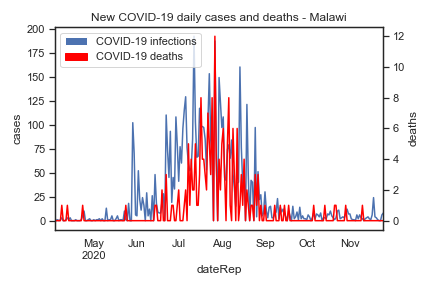 New COVID-19 daily cases and deaths - Malawi
COVID-19 infections
COVID-19 deaths
cases
200
175
150
125
100
75
50
25
0
deaths
12
10
8
6
4
2
0
May Jun Jul Aug Sep Oct Nov
2020
dateRep